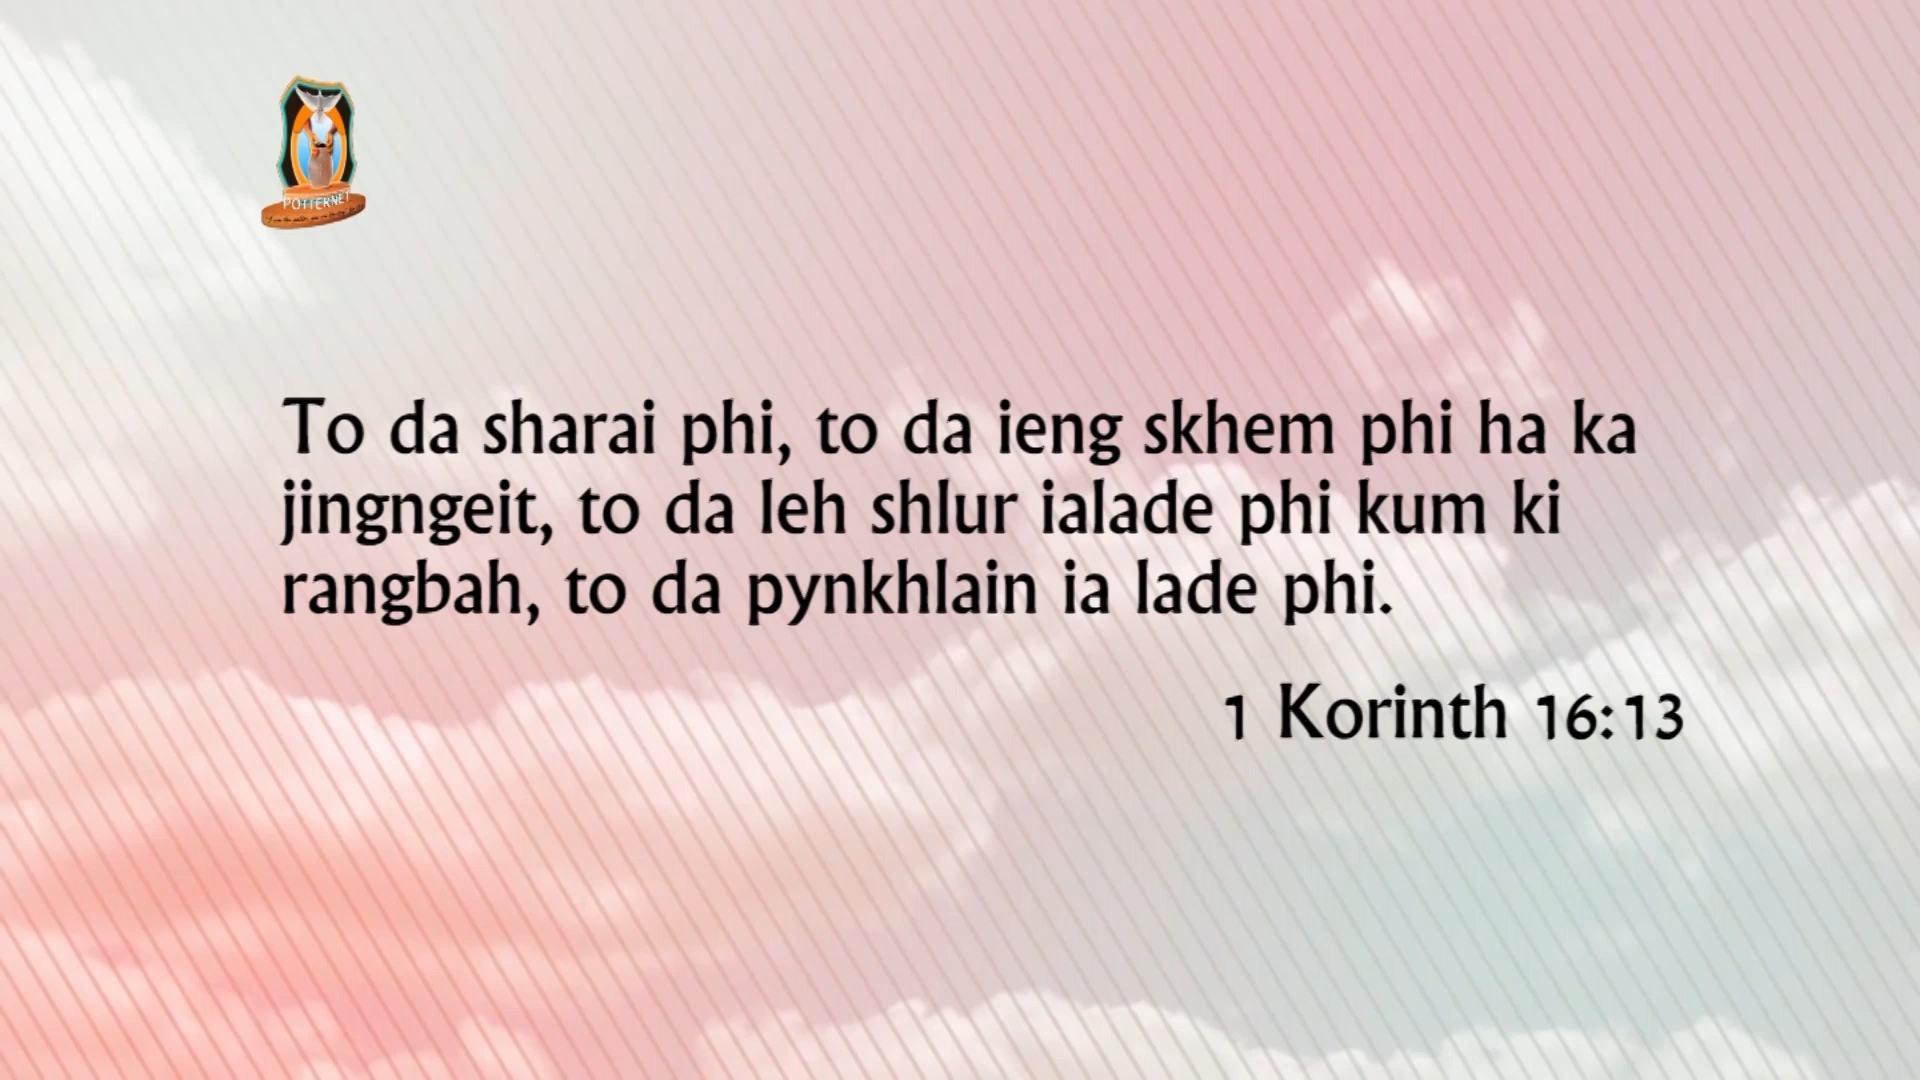 POTTERNET
To da sharai phi, to da ieng skhem phi ha ka
jingngeit, to da leh shlur ialade phi kum ki
rangbah, to da pynkhlain ia lade phi.
1 Korinth 16:13